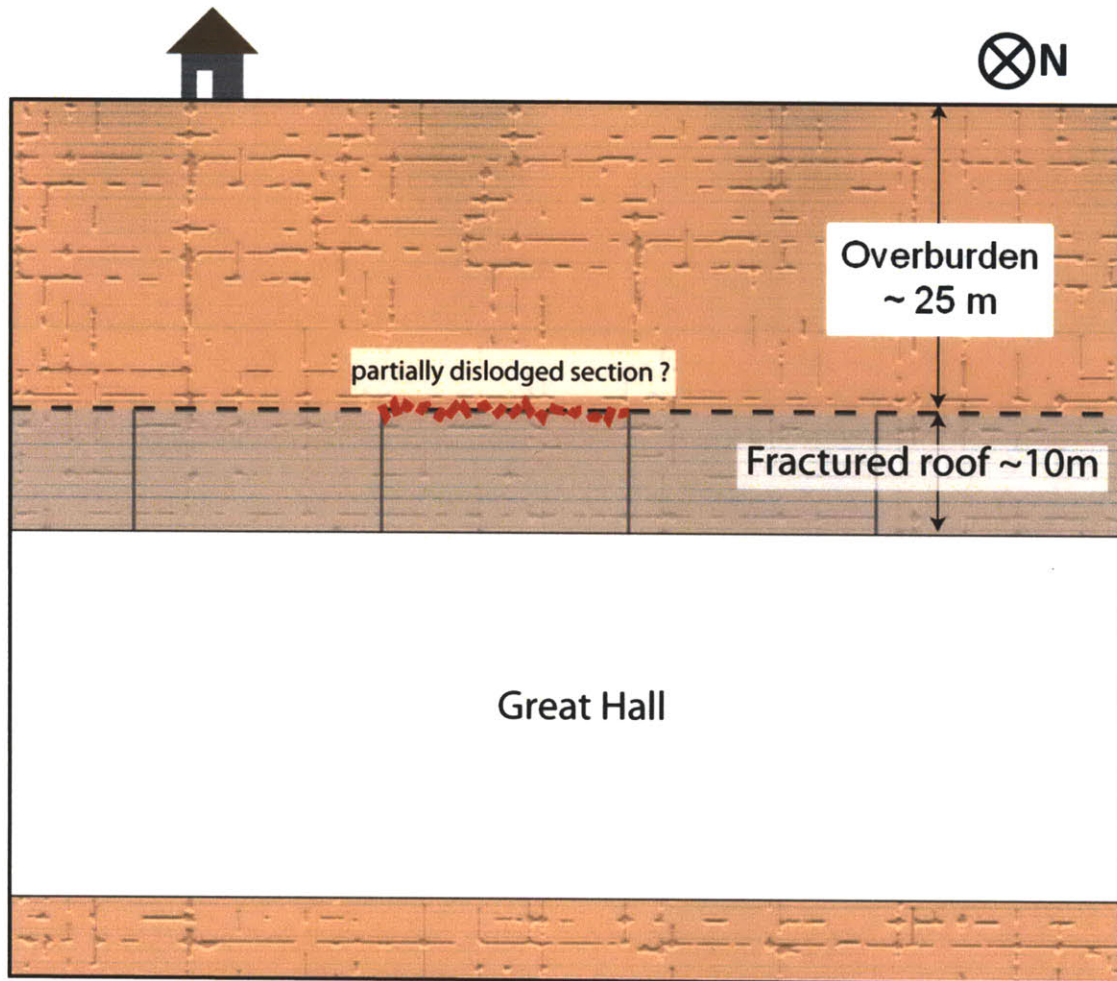 N
Overburden
~ 25 m
partially dislodged section ?
Fractured roof ~10m
Great Hall